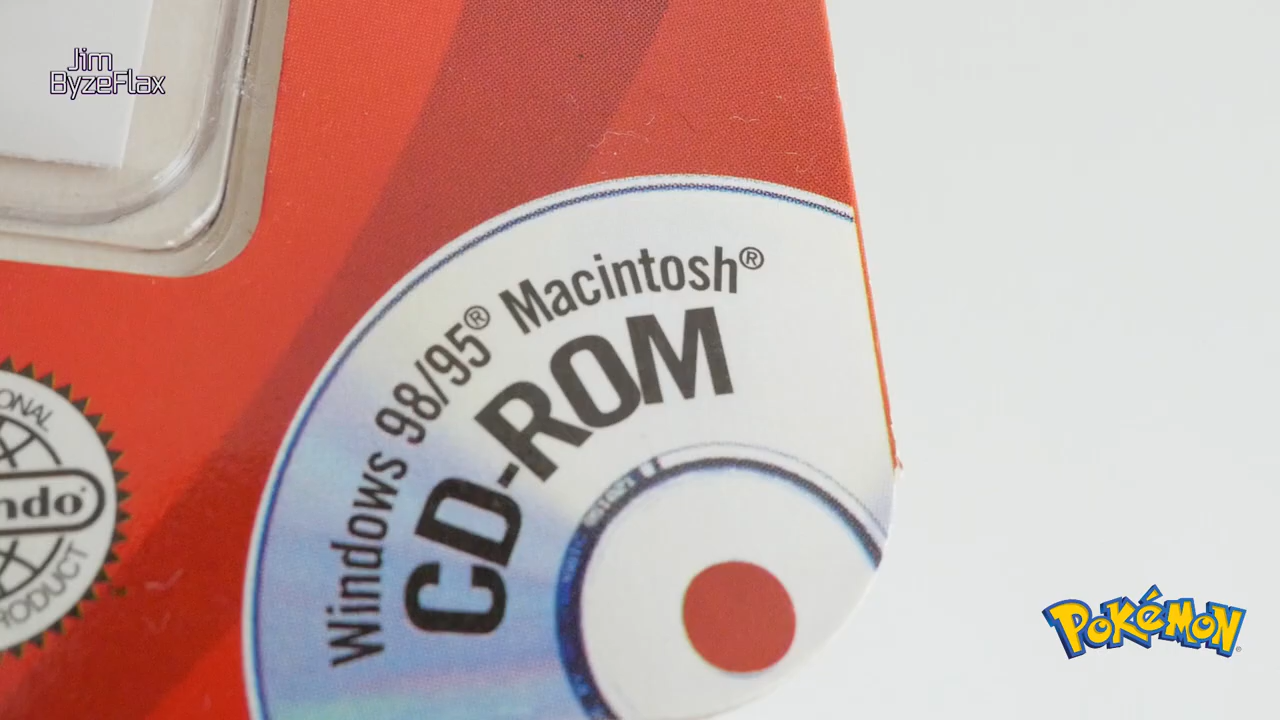 Jim
ByzeFlax
Windows 98/95® Macintosh®
CD-ROM
POKéMON®